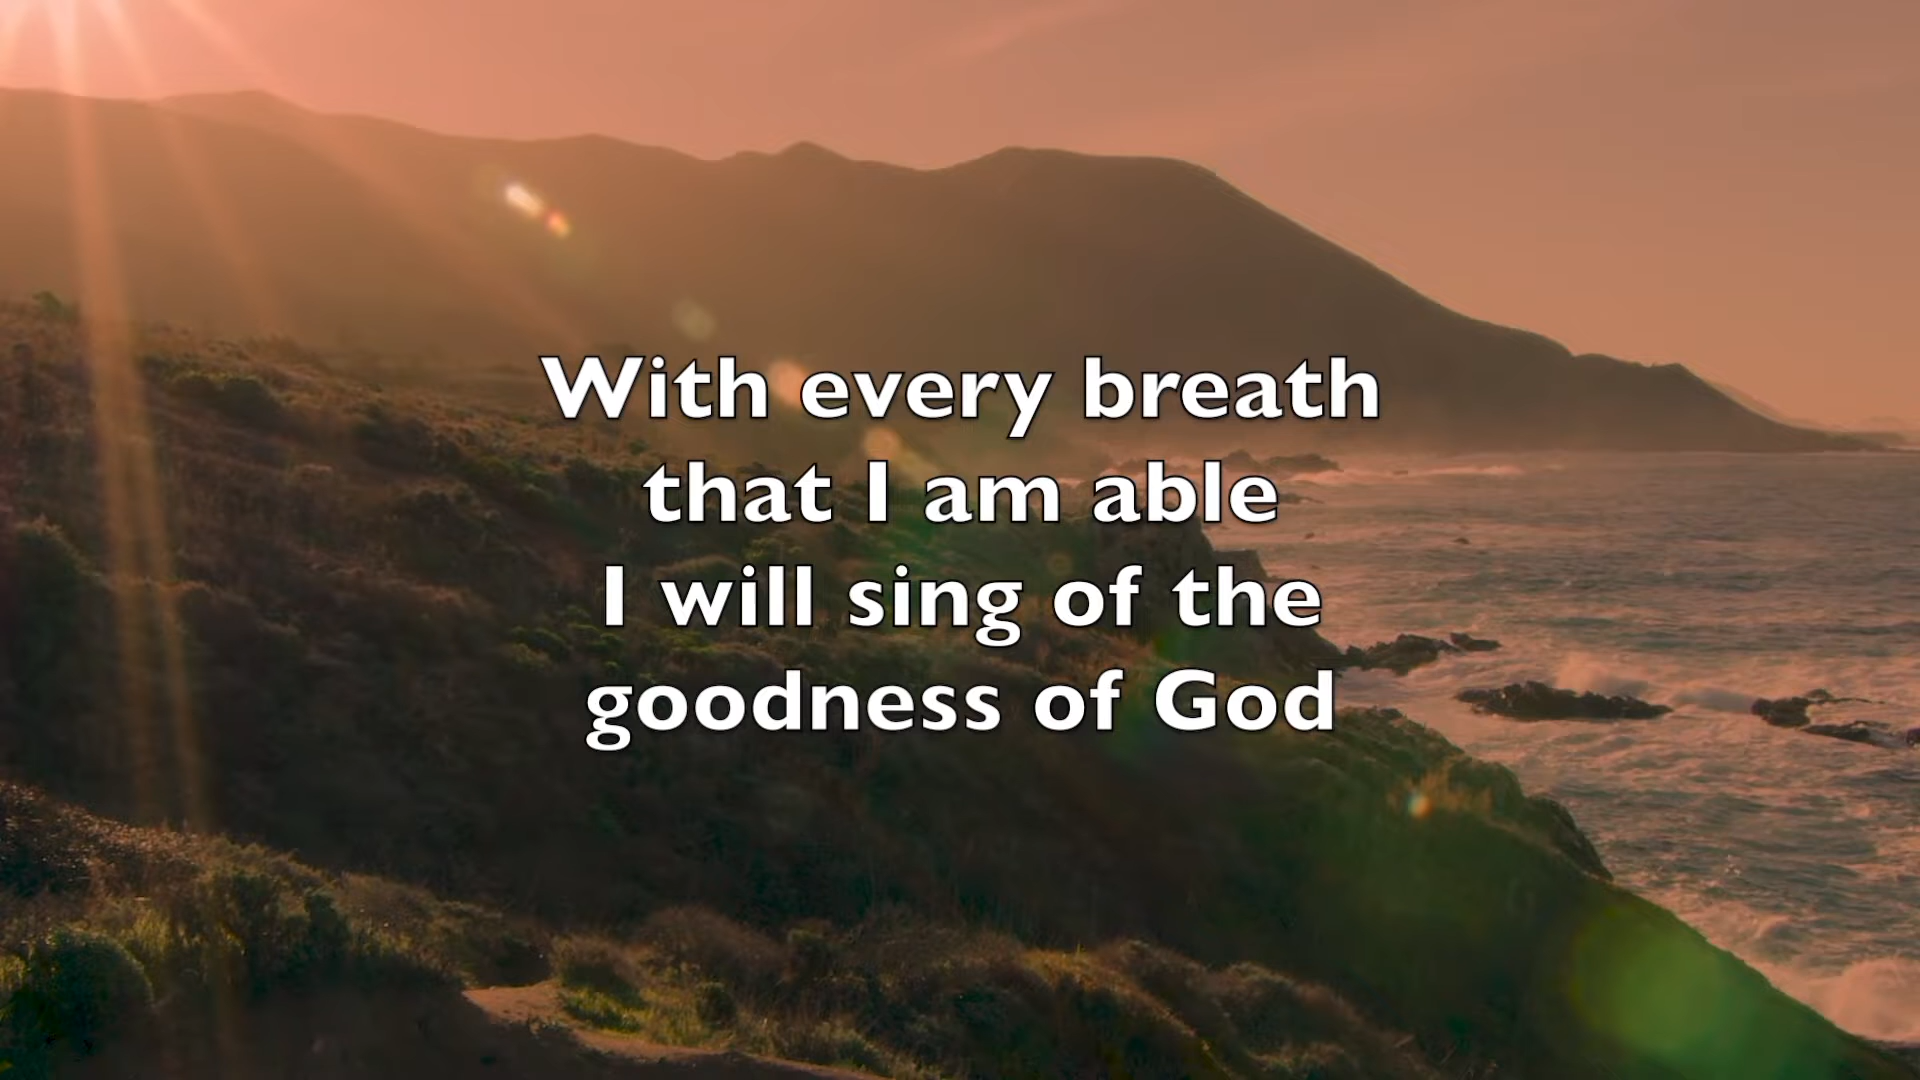 With every breath
that I am able
I will sing of the
goodness of God